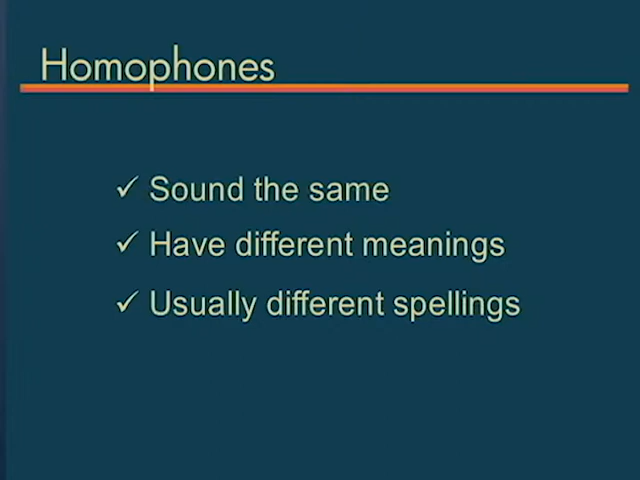 Homophones
✓ Sound the same
✓ Have different meanings
✓ Usually different spellings